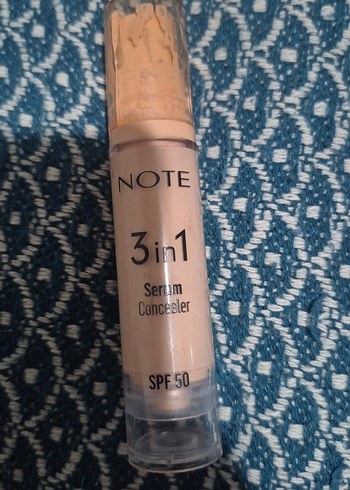 NOTE
3in1
Serum
Concealer
SPF 50